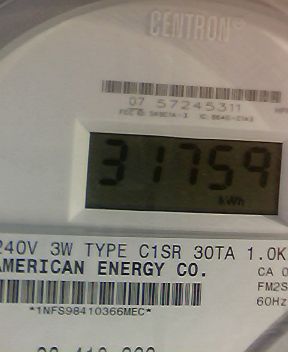 CENTRON®
07 57245311
31759
kWh
240V 3W TYPE C1SR 30TA 1.0K
AMERICAN ENERGY CO.
CA 0
FM2S
60Hz
*1NFS98410366MEC*